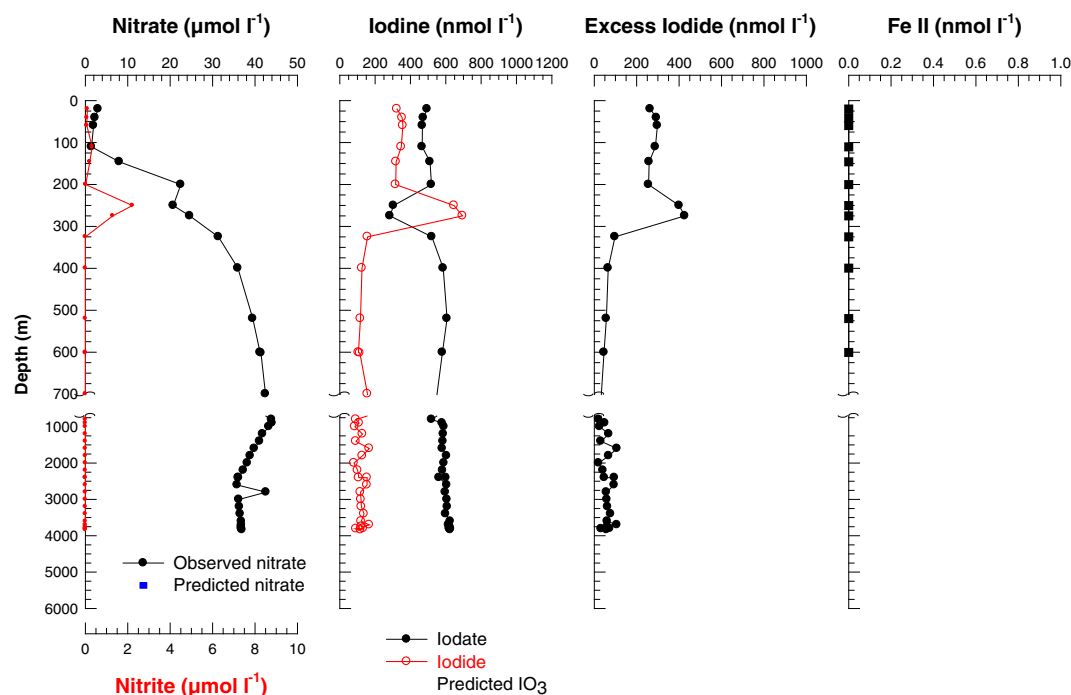 Nitrate (µmol l-1)
0 10 20 30 40 50
Iodine (nmol l-1)
0 200 400 600 800 1000 1200
Excess Iodide (nmol l-1)
0 200 400 600 800 1000
Fe II (nmol l-1)
0.0 0.2 0.4 0.6 0.8 1.0
Depth (m)
0
100
200
300
400
500
600
700
1000
2000
3000
4000
5000
6000
Observed nitrate
Predicted nitrate
0 2 4 6 8 10
Nitrite (µmol l-1)
Iodate
Iodide
Predicted IO3